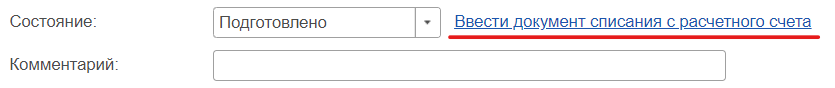 Состояние: Подготовлено Ввести документ списания с расчетного счета
Комментарий: